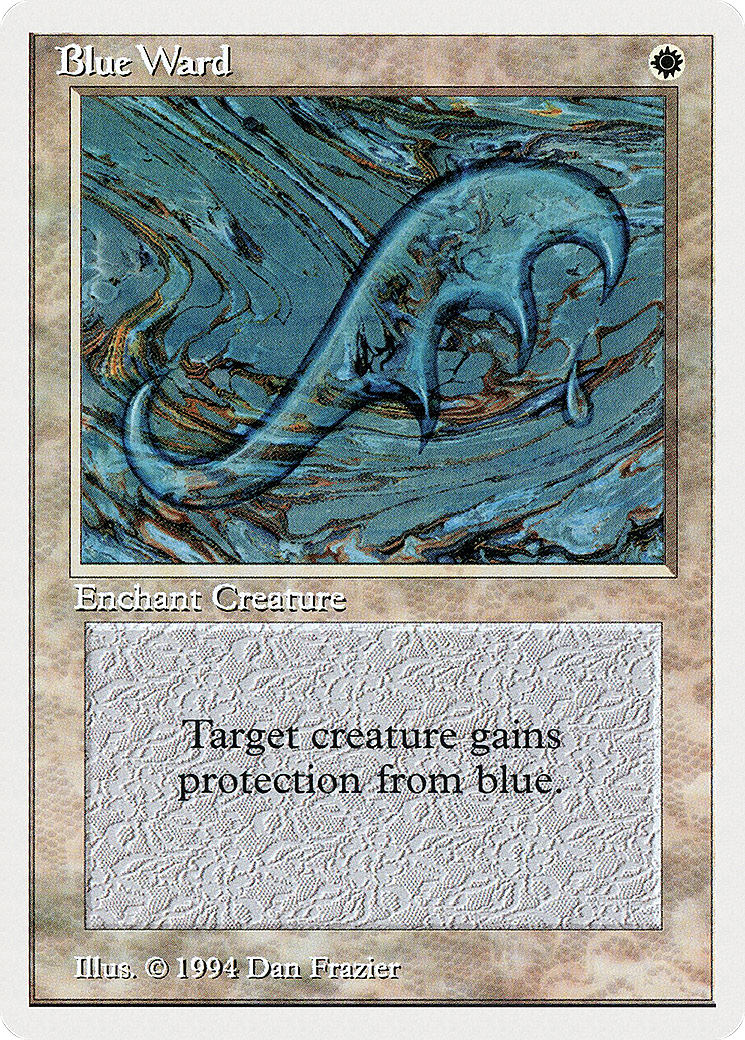 Blue Ward
Enchant Creature
Target creature gains
protection from blue.
Illus. © 1994 Dan Frazier